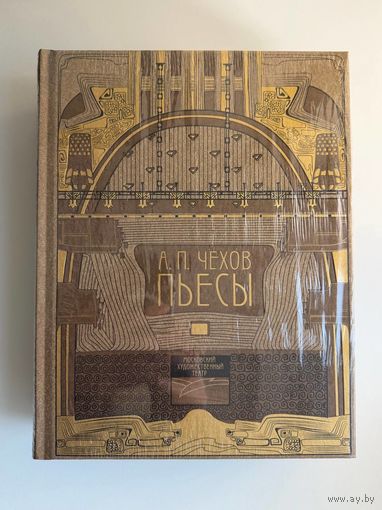 А. П. ЧЕХОВ
ПЬЕСЫ
МОСКОВСКИЙ
ХУДОЖЕСТВЕННЫЙ
ТЕАТР
www.ay.by